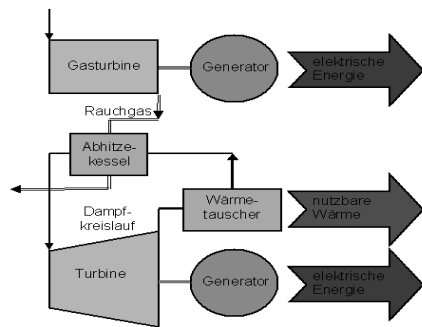 Gasturbine
Generator
elektrische
Energie
Rauchgas
Abhitze-
kessel
Wärme-
tauscher
nutzbare
Wärme
Dampf-
kreislauf
Turbine
Generator
elektrische
Energie